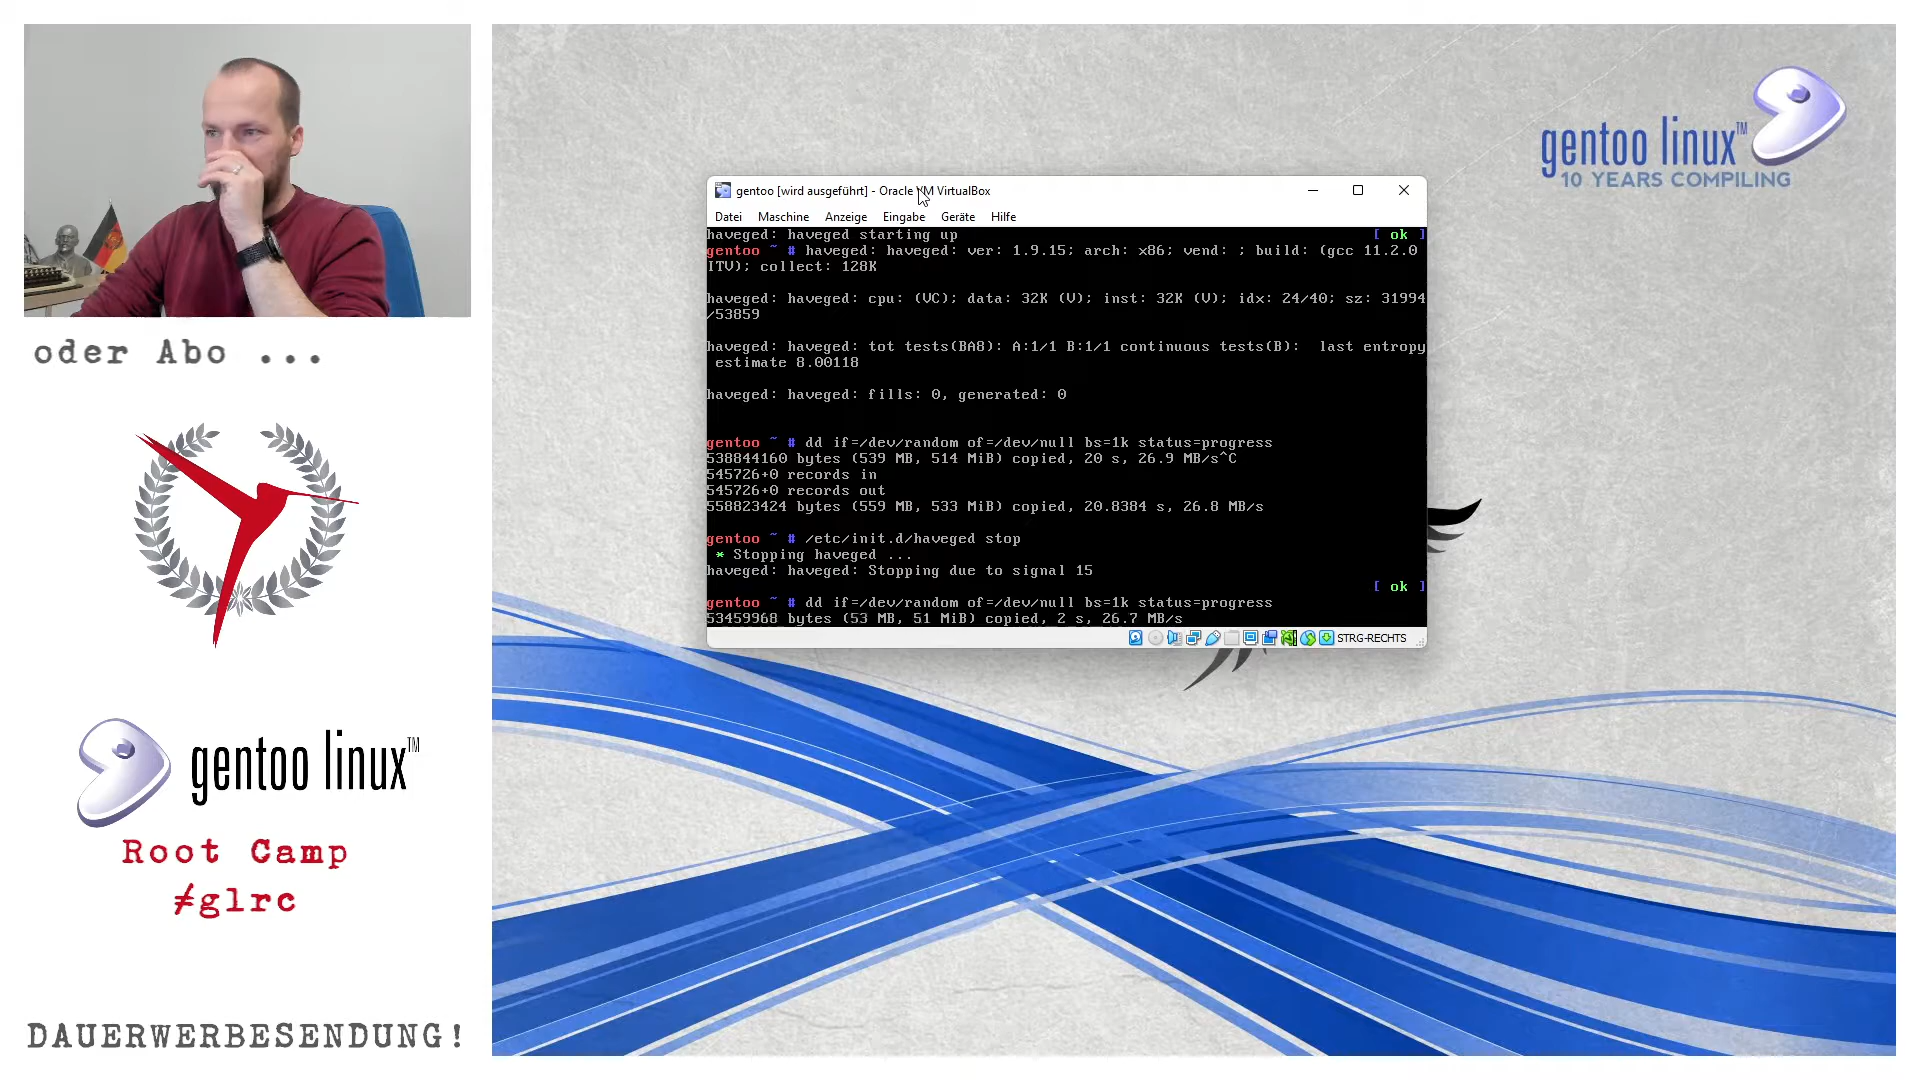 oder Abo ...
gentoo linux™
Root Camp
≠glrc
DAUERWERBESENDUNG!
gentoo linux™
10 YEARS COMPILING
gentoo [wird ausgeführt] - Oracle VM VirtualBox
Datei Maschine Anzeige Eingabe Geräte Hilfe
haveged: haveged starting up [ ok ]
gentoo ~ # haveged: haveged: ver: 1.9.15; arch: x86; vend: ; build: (gcc 11.2.0
ITV); collect: 128K
haveged: haveged: cpu: (VC); data: 32K (V); inst: 32K (V); idx: 24/40; sz: 31994
/53859
haveged: haveged: tot tests(BA8): A:1/1 B:1/1 continuous tests(B):  last entropy
estimate 8.00118
haveged: haveged: fills: 0, generated: 0
gentoo ~ # dd if=/dev/random of=/dev/null bs=1k status=progress
538844160 bytes (539 MB, 514 MiB) copied, 20 s, 26.9 MB/s^C
545726+0 records in
545726+0 records out
558823424 bytes (559 MB, 533 MiB) copied, 20.8384 s, 26.8 MB/s
gentoo ~ # /etc/init.d/haveged stop
* Stopping haveged ...
haveged: haveged: Stopping due to signal 15
[ ok ]
gentoo ~ # dd if=/dev/random of=/dev/null bs=1k status=progress
53459968 bytes (53 MB, 51 MiB) copied, 2 s, 26.7 MB/s
STRG-RECHTS